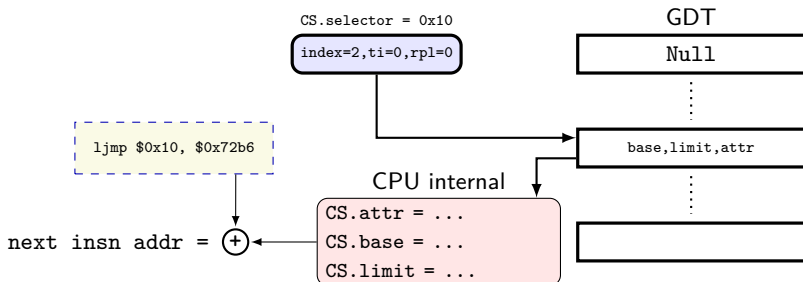 CS.selector = 0x10
GDT
index=2,ti=0,rpl=0
Null
ljmp $0x10, $0x72b6
base,limit,attr
CPU internal
CS.attr = ...
CS.base = ...
CS.limit = ...
next insn addr = +